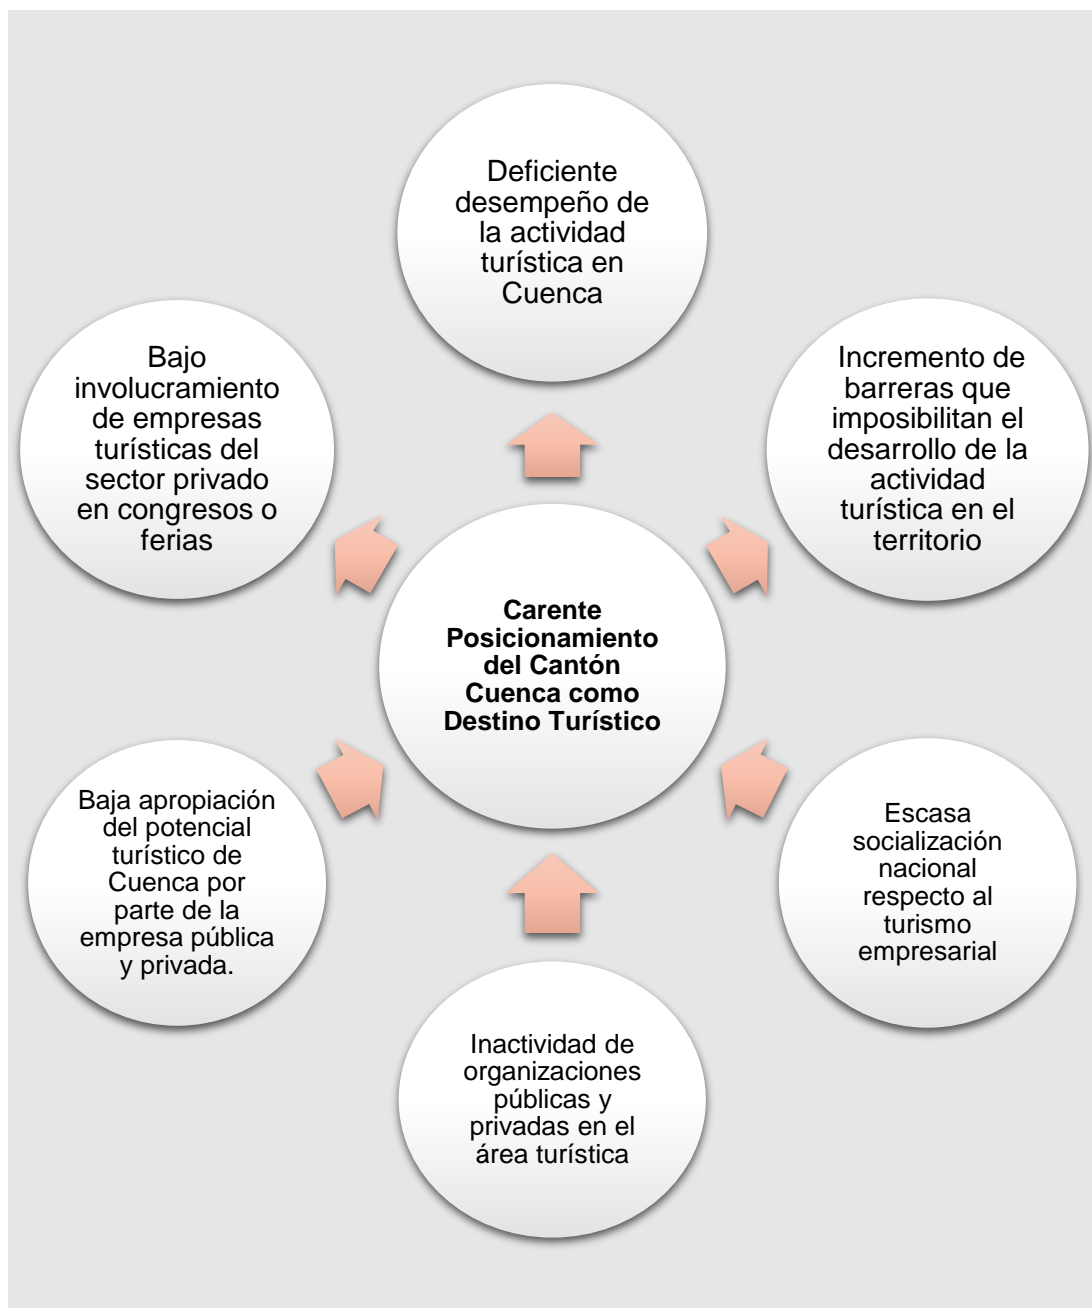 Deficiente
desempeño de
la actividad
turística en
Cuenca
Bajo
involucramiento
de empresas
turísticas del
sector privado
en congresos o
ferias
Incremento de
barreras que
imposibilitan el
desarrollo de la
actividad
turística en el
territorio
Carente
Posicionamiento
del Cantón
Cuenca como
Destino Turístico
Baja apropiación
del potencial
turístico de
Cuenca por
parte de la
empresa pública
y privada.
Escasa
socialización
nacional
respecto al
turismo
empresarial
Inactividad de
organizaciones
públicas y
privadas en el
área turística